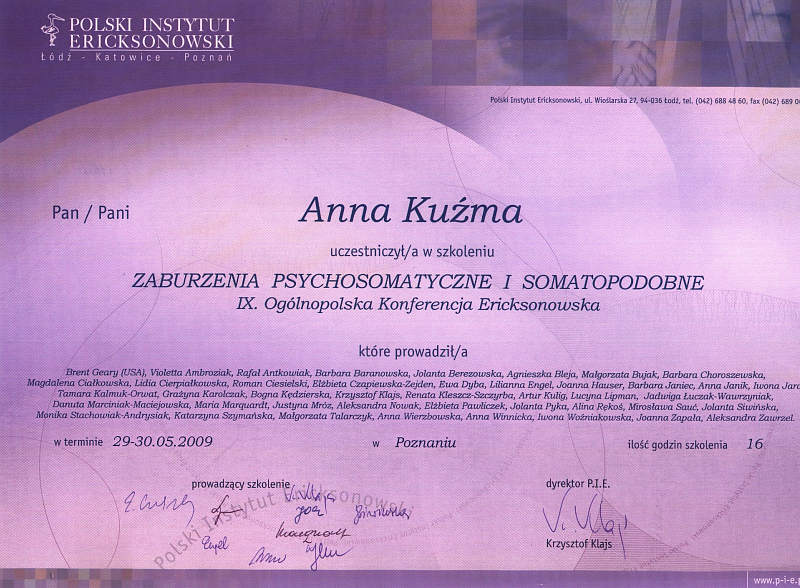 POLSKI INSTYTUT
ERICKSONOWSKI
Łódź - Katowice - Poznań
Polski Instytut Ericksonowski, ul. Wioślarska 27, 94-036 Łodź, tel. (042) 688 48 60, fax (042) 689 0
Pan / Pani
Anna Kuźma
uczestniczył/a w szkoleniu
ZABURZENIA PSYCHOSOMATYCZNE I SOMATOPODOBNE
IX. Ogólnopolska Konferencja Ericksonowska
które prowadził/a
Brent Geary (USA), Violetta Ambroziak, Rafał Antkowiak, Barbara Baranowska, Jolanta Berezowska, Agnieszka Bleja, Małgorzata Bujak, Barbara Choroszewska,
Magdalena Ciałkowska, Lidia Cierpiałkowska, Roman Ciesielski, Elżbieta Czapiewska-Zejden, Ewa Dyba, Lilianna Engel, Joanna Hauser, Barbara Janiec, Anna Janik, Iwona Jaro
Tamara Kalmuk-Orwat, Grażyna Karolczak, Bogna Kędzierska, Krzysztof Klajs, Renata Kleszcz-Szczyrba, Artur Kulig, Lucyna Lipman, Jadwiga Łuczak-Wawrzyniak,
Danuta Marciniak-Maciejowska, Maria Marquardt, Justyna Mróz, Aleksandra Nowak, Elżbieta Pawliczek, Jolanta Pyka, Alina Rękoś, Mirosława Sauć, Jolanta Siwińska,
Monika Stachowiak-Andrysiak, Katarzyna Szymańska, Małgorzata Talarczyk, Anna Wierzbowska, Anna Winnicka, Iwona Woźniakowska, Joanna Zapała, Aleksandra Zawrzel.
w terminie 29-30.05.2009 w Poznaniu ilość godzin szkolenia 16
prowadzący szkolenie dyrektor P.I.E.
Polski Instytut Ericksonowski
Krzysztof Klajs
www.p-i-e.p